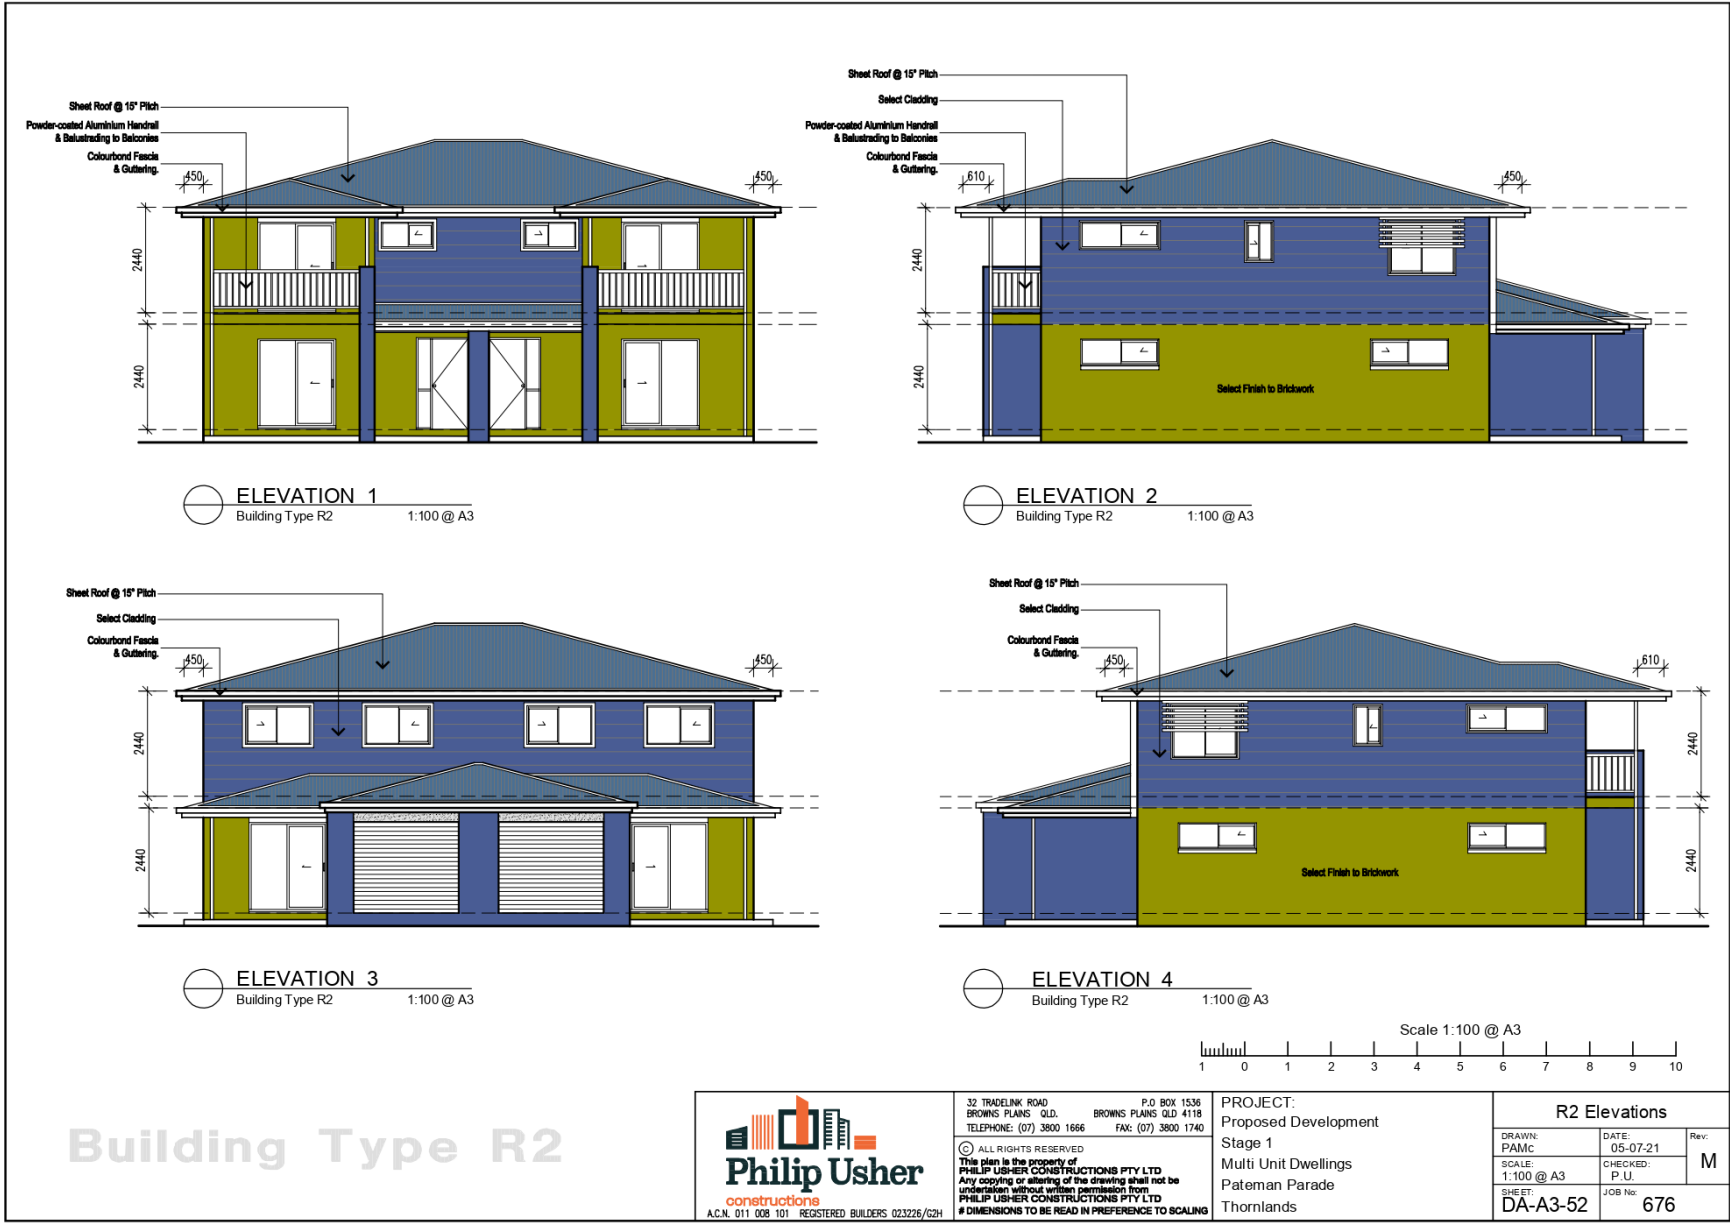 Sheet Roof @ 15° Pitch
Powder-coated Aluminium Handrail
& Balustrading to Balconies
Colourbond Fascia
& Guttering.
450
450
2440
2440
ELEVATION 1
Building Type R2 1:100 @ A3
Sheet Roof @ 15° Pitch
Select Cladding
Powder-coated Aluminium Handrail
& Balustrading to Balconies
Colourbond Fascia
& Guttering.
610
450
2440
2440
Select Finish to Brickwork
ELEVATION 2
Building Type R2 1:100 @ A3
Sheet Roof @ 15° Pitch
Select Cladding
Colourbond Fascia
& Guttering.
450
450
2440
2440
ELEVATION 3
Building Type R2 1:100 @ A3
Sheet Roof @ 15° Pitch
Select Cladding
Colourbond Fascia
& Guttering.
450
610
2440
2440
Select Finish to Brickwork
ELEVATION 4
Building Type R2 1:100 @ A3
Scale 1:100 @ A3
1 0 1 2 3 4 5 6 7 8 9 10
Building Type R2
Philip Usher
constructions
A.C.N. 011 008 101 REGISTERED BUILDERS 023226/G2H
32 TRADELINK ROAD P.O BOX 1536
BROWNS PLAINS QLD. BROWNS PLAINS QLD 4118
TELEPHONE: (07) 3800 1666 FAX: (07) 3800 1740
© ALL RIGHTS RESERVED
This plan is the property of
PHILIP USHER CONSTRUCTIONS PTY LTD
Any copying or altering of the drawing shall not be
undertaken without written permission from
PHILIP USHER CONSTRUCTIONS PTY LTD
# DIMENSIONS TO BE READ IN PREFERENCE TO SCALING
PROJECT:
Proposed Development
Stage 1
Multi Unit Dwellings
Pateman Parade
Thornlands
R2 Elevations
DRAWN:
PAMc
DATE:
05-07-21
Rev:
M
SCALE:
1:100 @ A3
CHECKED:
P.U.
SHEET:
DA-A3-52
JOB No:
676